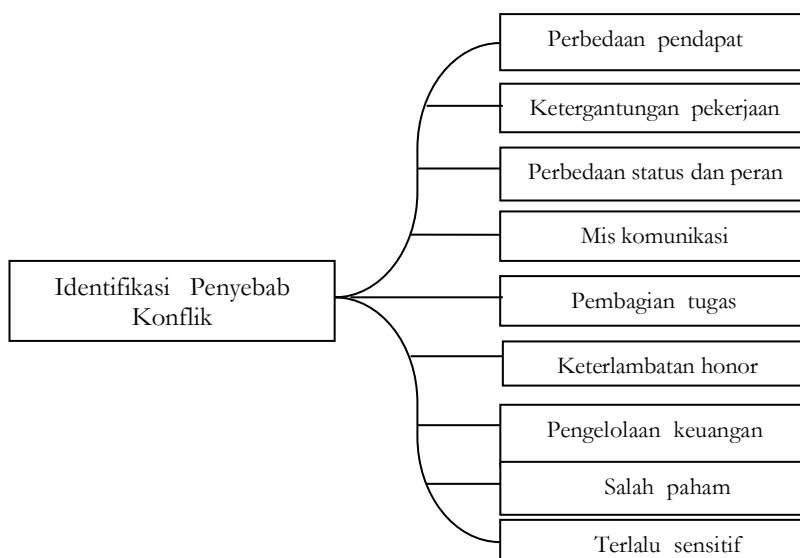 Perbedaan pendapat
Ketergantungan pekerjaan
Perbedaan status dan peran
Mis komunikasi
Identifikasi Penyebab
Konflik
Pembagian tugas
Keterlambatan honor
Pengelolaan keuangan
Salah paham
Terlalu sensitif